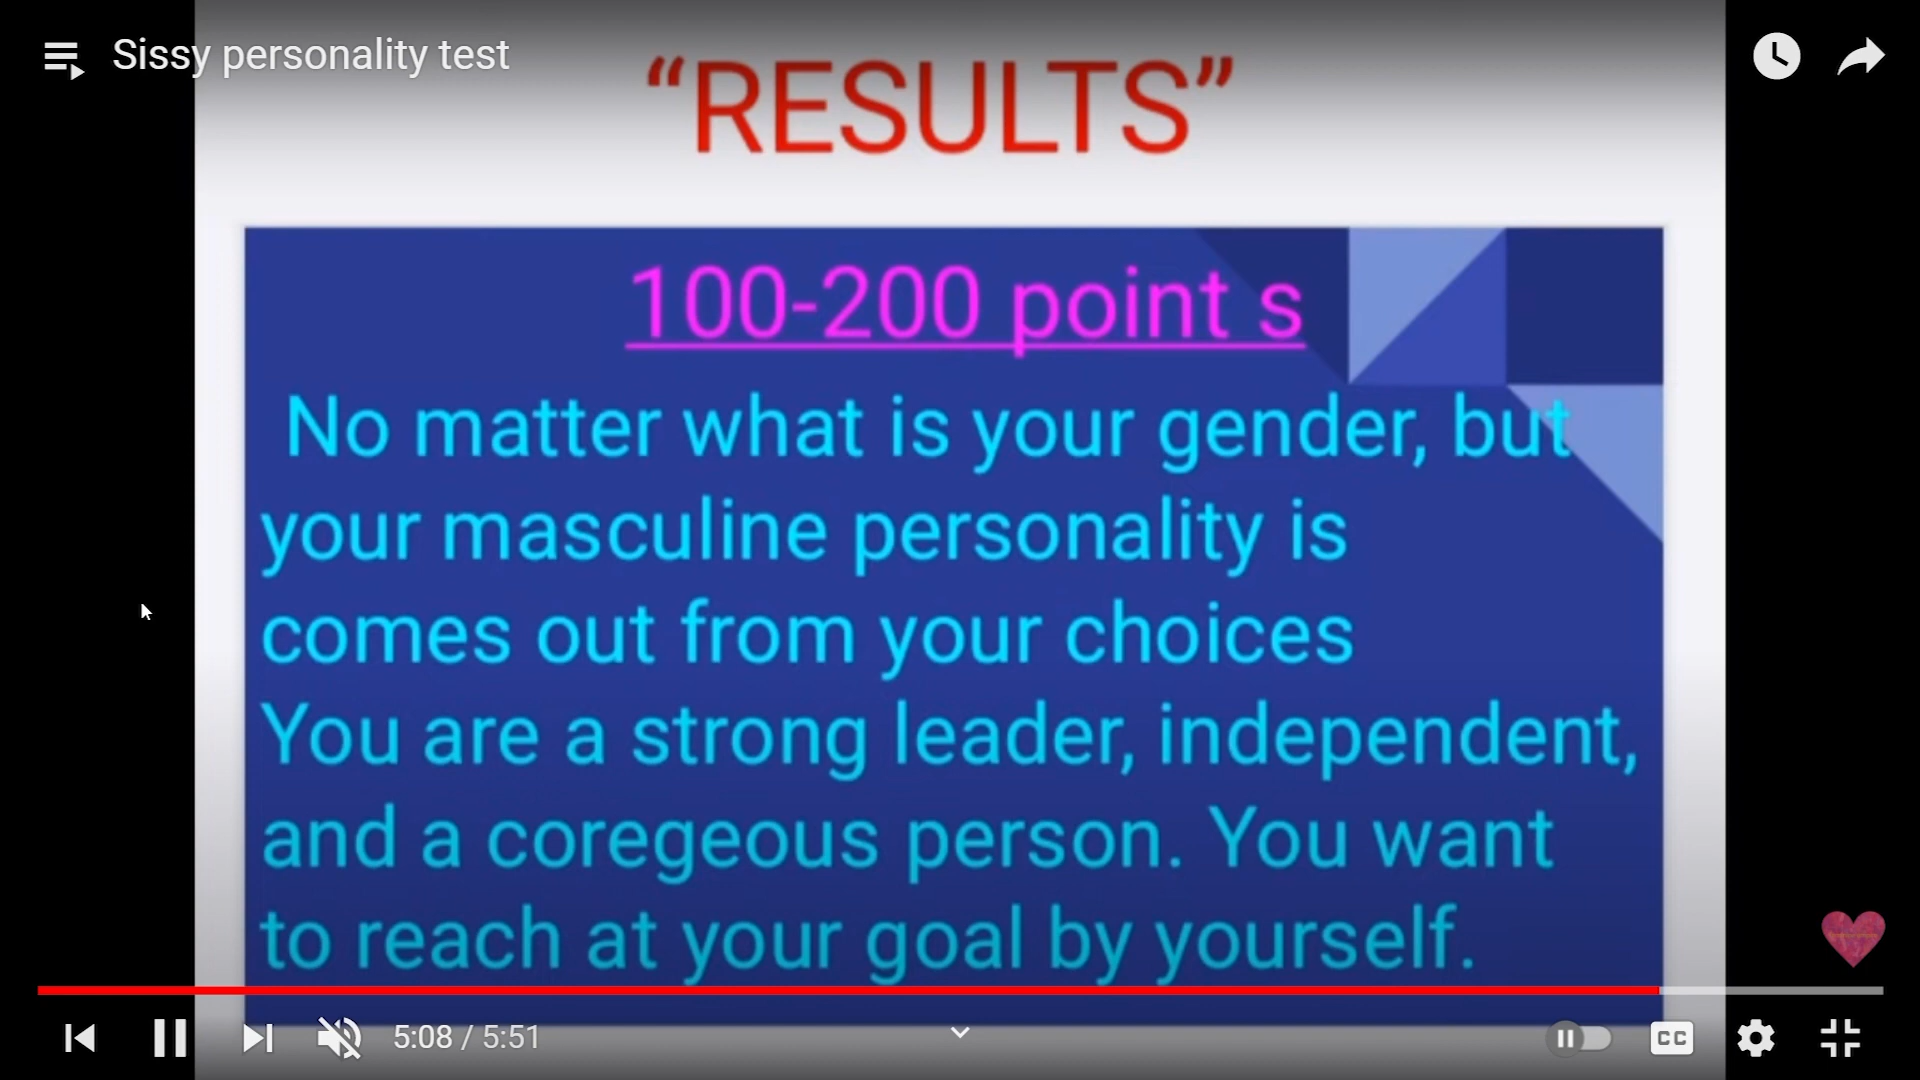 Sissy personality test
“RESULTS”
100-200 point s
No matter what is your gender, but
your masculine personality is
comes out from your choices
You are a strong leader, independent,
and a coregeous person. You want
to reach at your goal by yourself.
5:08 / 5:51
CC